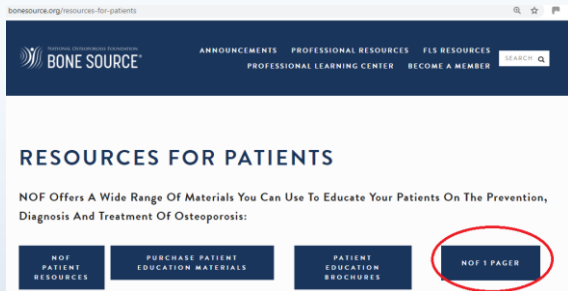 bonesource.org/resources-for-patients
NATIONAL OSTEOPOROSIS FOUNDATION
BONE SOURCE®
ANNOUNCEMENTS PROFESSIONAL RESOURCES FLS RESOURCES
PROFESSIONAL LEARNING CENTER BECOME A MEMBER
SEARCH
RESOURCES FOR PATIENTS
NOF Offers A Wide Range Of Materials You Can Use To Educate Your Patients On The Prevention,
Diagnosis And Treatment Of Osteoporosis:
NOF
PATIENT
RESOURCES
PURCHASE PATIENT
EDUCATION MATERIALS
PATIENT
EDUCATION
BROCHURES
NOF 1 PAGER